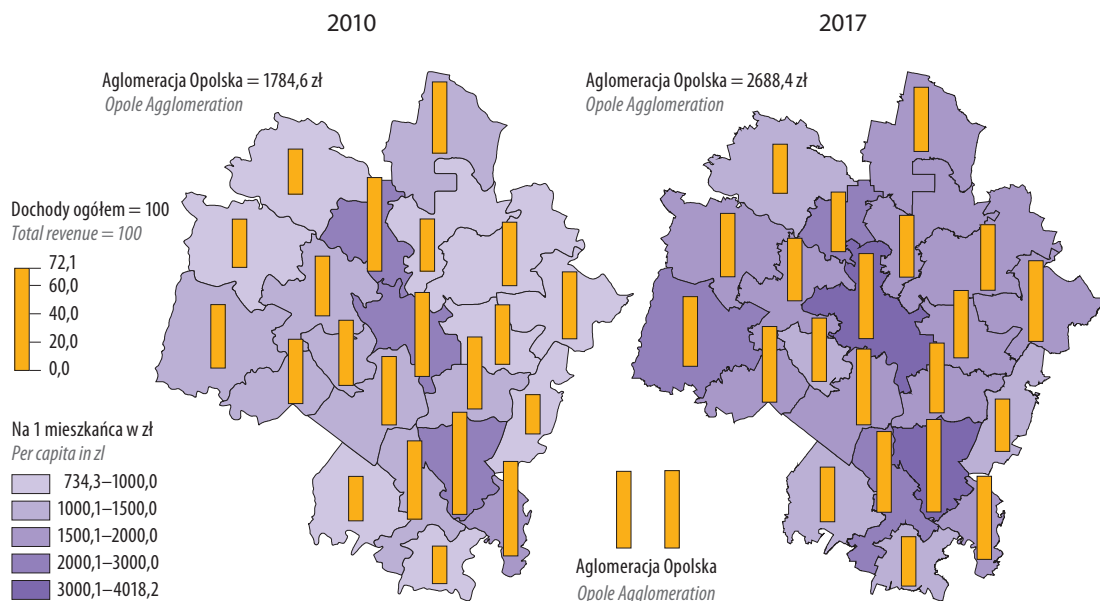 2010
2017
Aglomeracja Opolska = 1784,6 zł
Opole Agglomeration
Aglomeracja Opolska = 2688,4 zł
Opole Agglomeration
Dochody ogółem = 100
Total revenue = 100
72,1
60,0
40,0
20,0
0,0
Na 1 mieszkańca w zł
Per capita in zl
734,3–1000,0
1000,1–1500,0
1500,1–2000,0
2000,1–3000,0
3000,1–4018,2
Aglomeracja Opolska
Opole Agglomeration